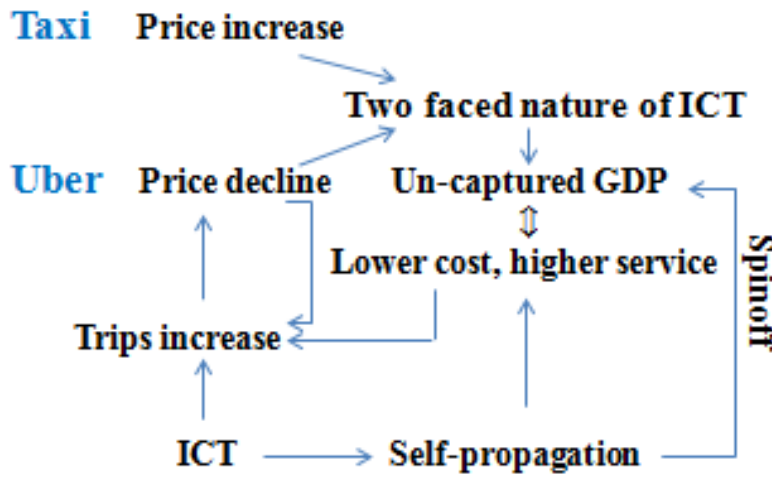 Taxi Price increase
Two faced nature of ICT
Uber Price decline Un-captured GDP
Lower cost, higher service
Spinoff
Trips increase
ICT Self-propagation